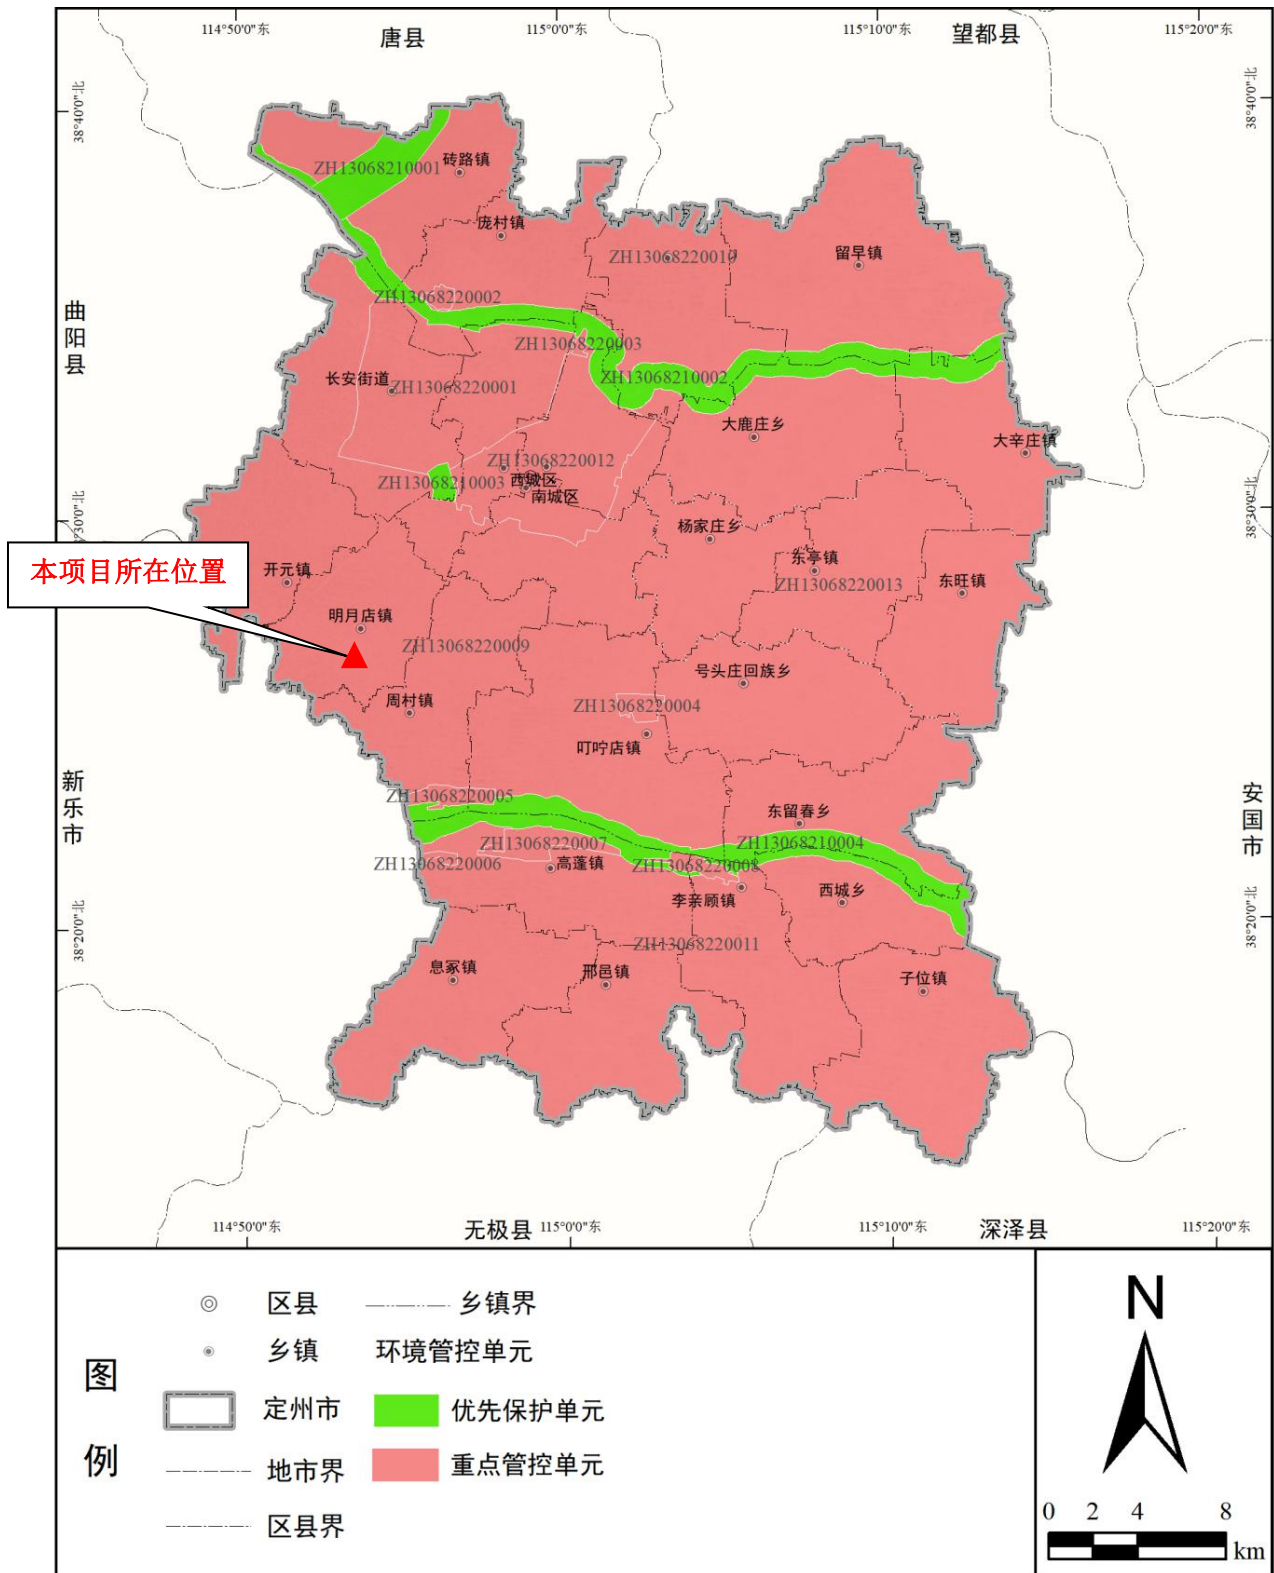 114°50'0"东
115°0'0"东
115°10'0"东
115°20'0"东
唐县
望都县
38°40'0"北
38°40'0"北
ZH13068210001
砖路镇
庞村镇
ZH13068220010
留早镇
ZH13068220002
曲阳县
ZH13068220003
长安街道
ZH13068220001
ZH13068210002
大鹿庄乡
大辛庄镇
ZH13068220012
ZH13068210003
西城区
南城区
38°30'0"北
38°30'0"北
杨家庄乡
本项目所在位置
开元镇
东亭镇
ZH13068220013
东旺镇
明月店镇
ZH13068220009
号头庄回族乡
周村镇
ZH13068220004
叮咛店镇
新乐市
安国市
ZH13068220005
东留春乡
ZH13068220007
ZH13068210004
ZH13068220006
高蓬镇
ZH13068220008
李亲顾镇
西城乡
38°20'0"北
38°20'0"北
ZH13068220011
息冢镇
邢邑镇
子位镇
114°50'0"东
无极县
115°0'0"东
115°10'0"东
深泽县
115°20'0"东
图例
区县
乡镇界
乡镇
环境管控单元
定州市
优先保护单元
地市界
重点管控单元
区县界
N
0 2 4 8
km